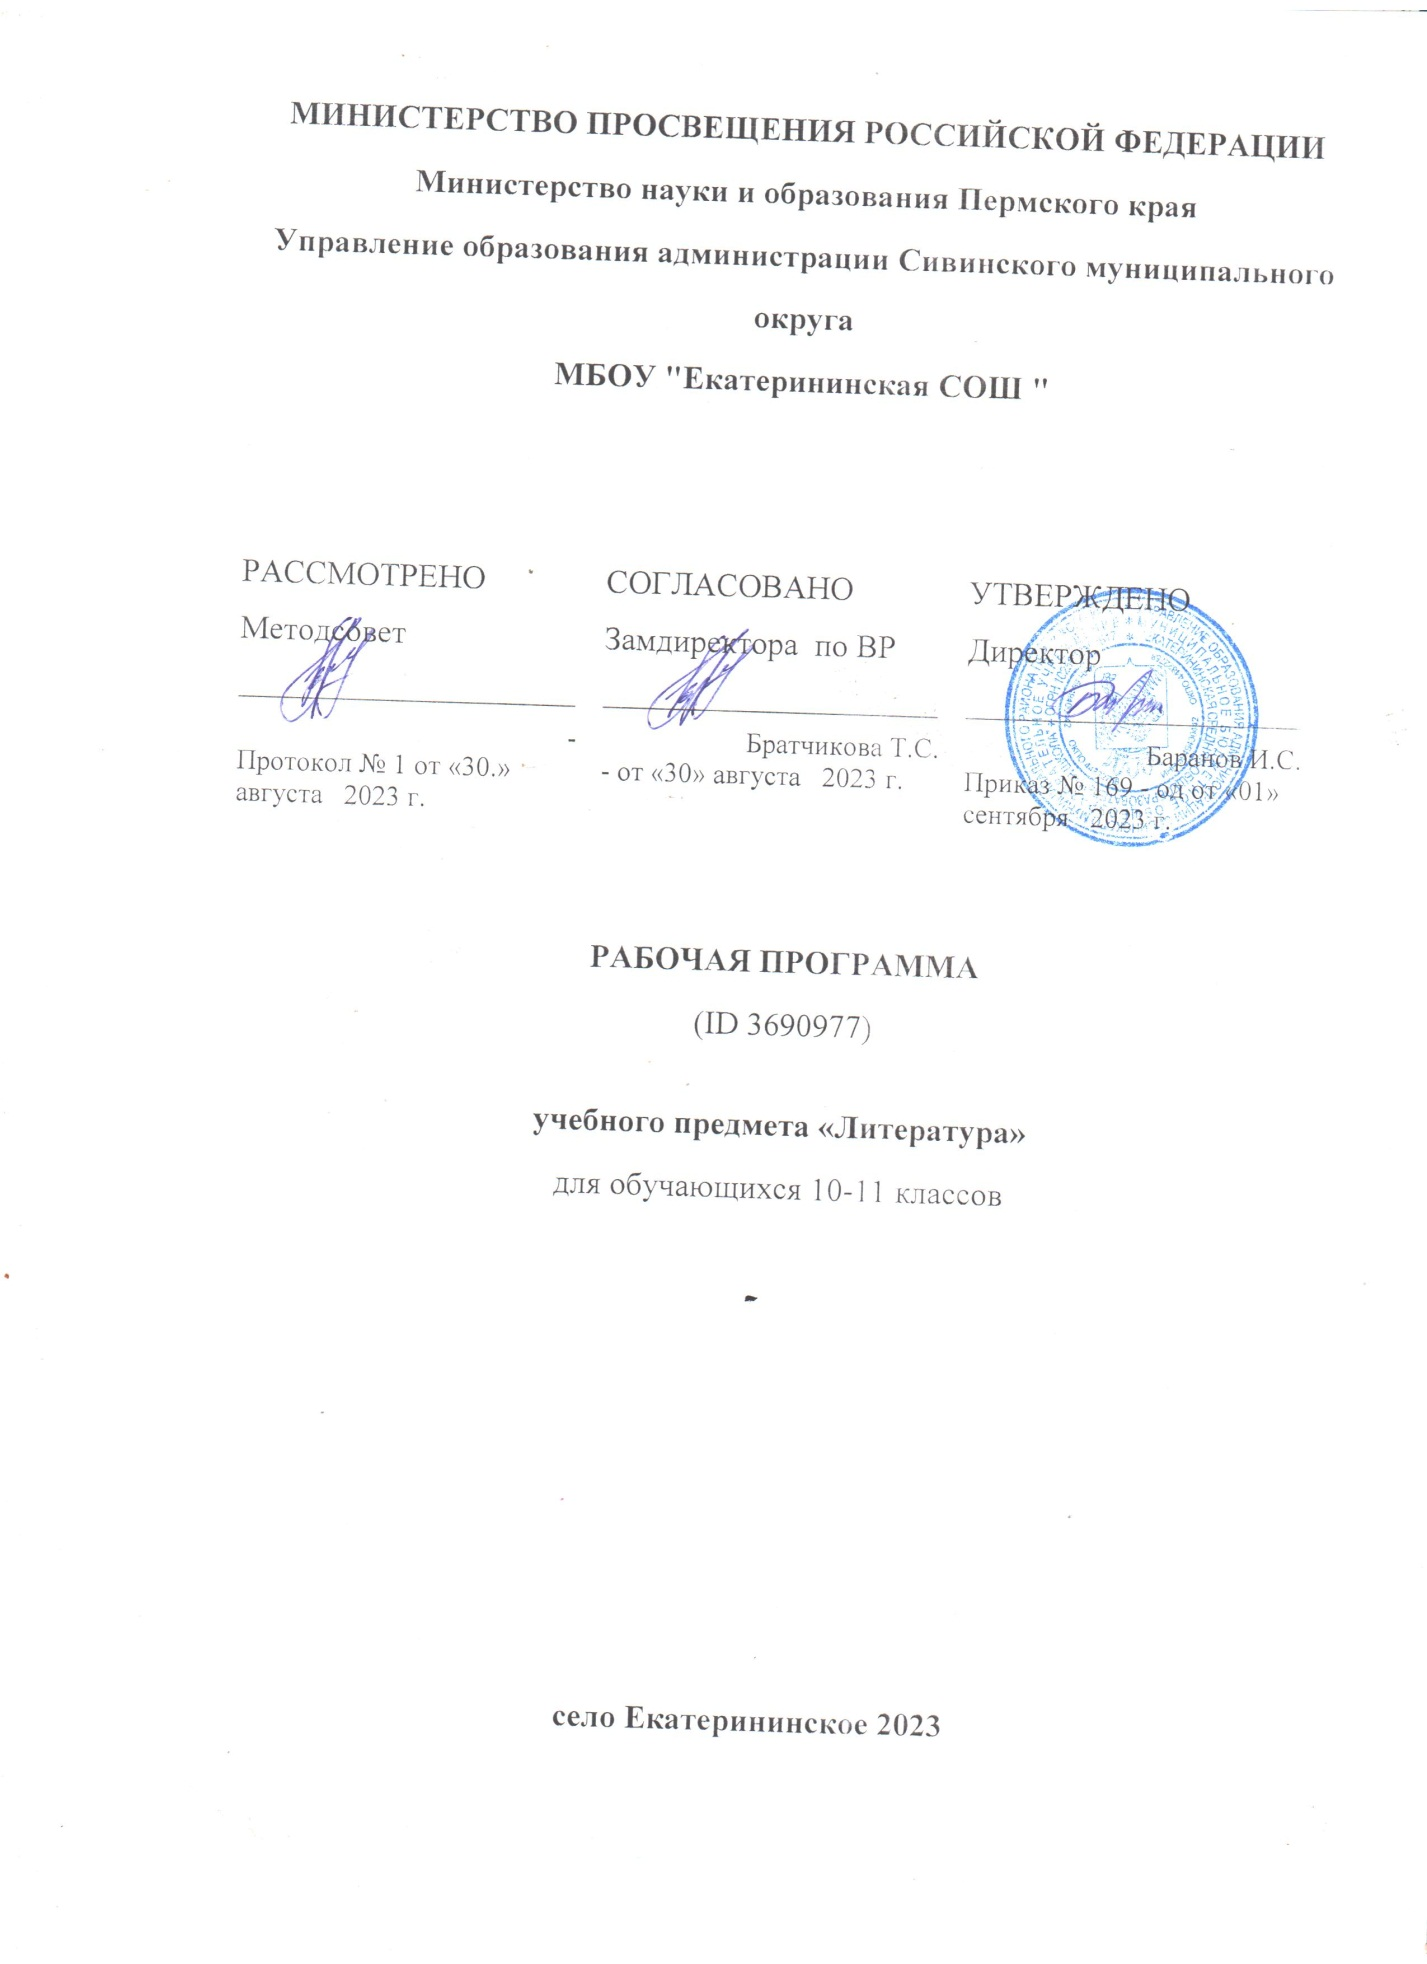 МИНИСТЕРСТВО ПРОСВЕЩЕНИЯ РОССИЙСКОЙ ФЕДЕРАЦИИ
Министерство науки и образования Пермского края
Управление образования администрации Сивинского муниципального
округа
МБОУ "Екатерининская СОШ "
РАССМОТРЕНО
Методсовет
-
Протокол № 1 от «30.»
августа 2023 г.
СОГЛАСОВАНО
Замдиректора по ВР
Братчикова Т.С.
- от «30» августа 2023 г.
УТВЕРЖДЕНО
Директор
Баранов И.С.
Приказ № 169 - од от «01»
сентября 2023 г.
РАБОЧАЯ ПРОГРАММА
(ID 3690977)
учебного предмета «Литература»
для обучающихся 10-11 классов
село Екатерининское 2023